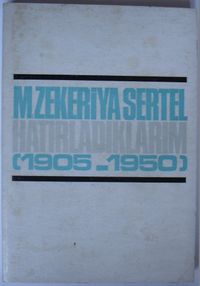 M.ZEKERİYA SERTEL
HATIRLADIKLARIM
(1905-1950)